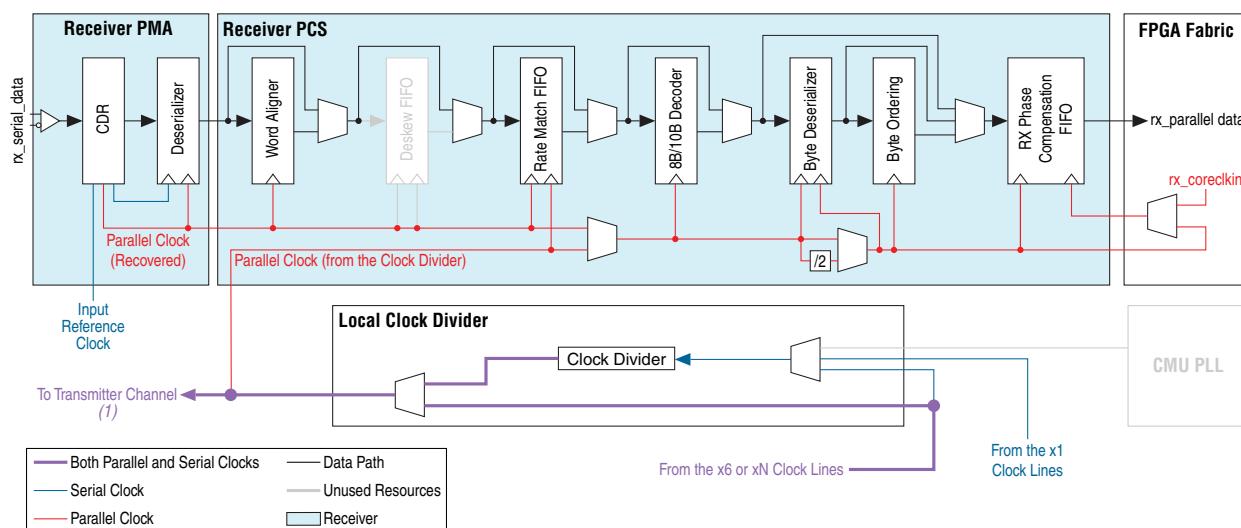 Receiver PMA
Receiver PCS
FPGA Fabric
rx_serial_data
CDR
Deserializer
Word Aligner
Deskew FIFO
Rate Match FIFO
8B/10B Decoder
Byte Deserializer
Byte Ordering
RX Phase
Compensation
FIFO
rx_parallel data
rx_coreclkin
Parallel Clock
(Recovered)
Parallel Clock (from the Clock Divider)
/2
Input
Reference
Clock
Local Clock Divider
Clock Divider
CMU PLL
To Transmitter Channel
(1)
From the x6 or xN Clock Lines
From the x1
Clock Lines
Both Parallel and Serial Clocks
Data Path
Serial Clock
Unused Resources
Parallel Clock
Receiver